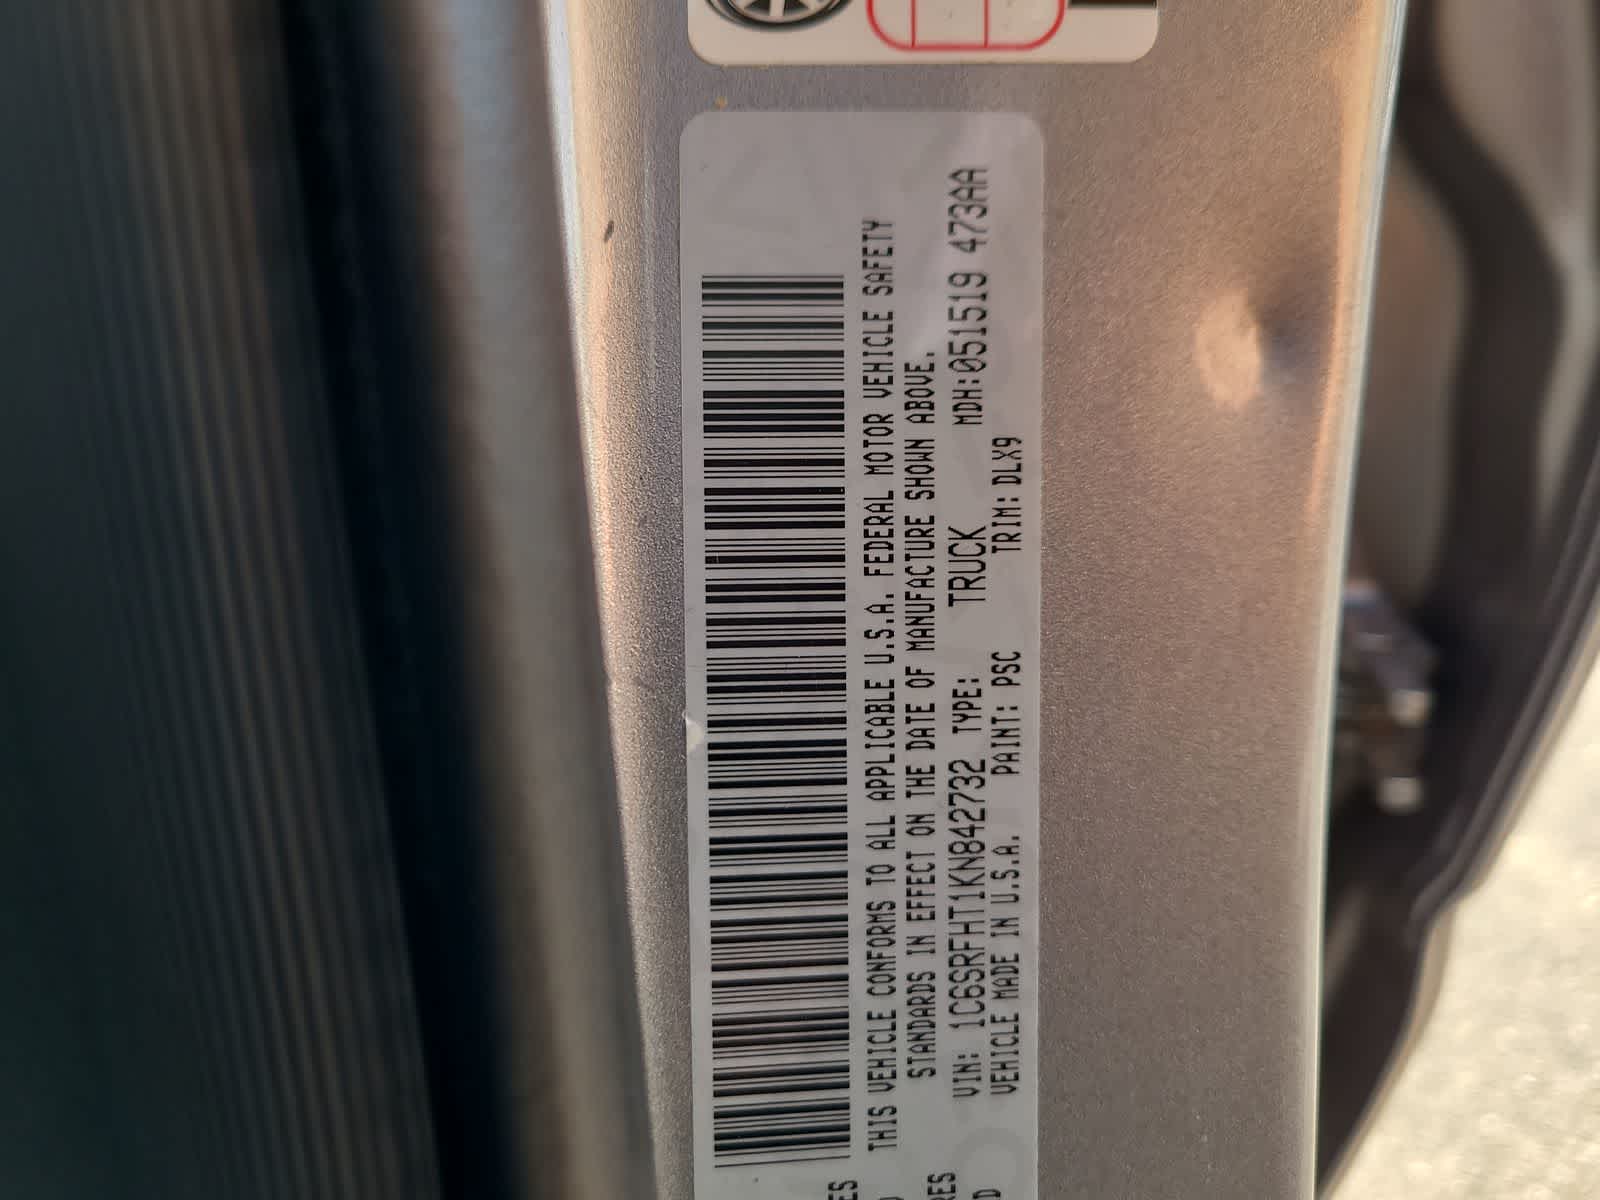 THIS VEHICLE CONFORMS TO ALL APPLICABLE U.S.A. FEDERAL MOTOR VEHICLE SAFETY
STANDARDS IN EFFECT ON THE DATE OF MANUFACTURE SHOWN ABOVE.
VIN: 1C6SRFHT1KN842732 TYPE: TRUCK MDH:051519 473AA
VEHICLE MADE IN U.S.A. PAINT: PSC TRIM: DLX9